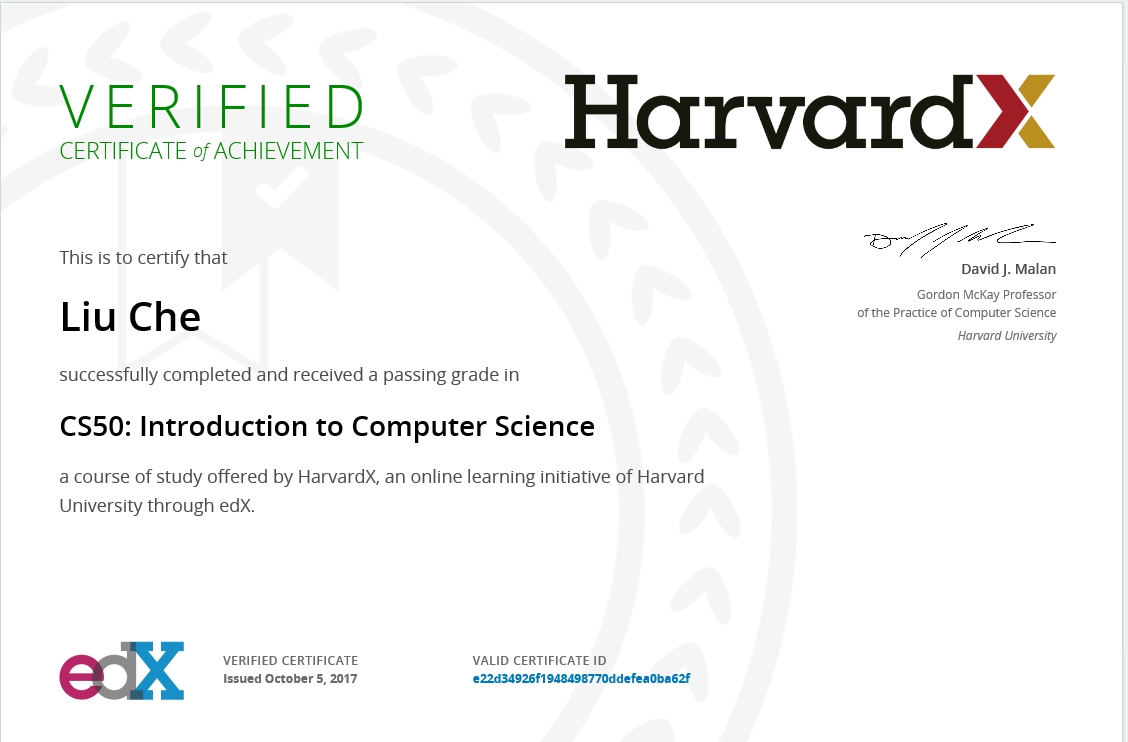 VERIFIED
CERTIFICATE of ACHIEVEMENT
HarvardX
David J. Malan
Gordon McKay Professor
of the Practice of Computer Science
Harvard University
This is to certify that
Liu Che
successfully completed and received a passing grade in
CS50: Introduction to Computer Science
a course of study offered by HarvardX, an online learning initiative of Harvard
University through edX.
edX
VERIFIED CERTIFICATE
Issued October 5, 2017
VALID CERTIFICATE ID
e22d34926f1948498770ddefea0ba62f